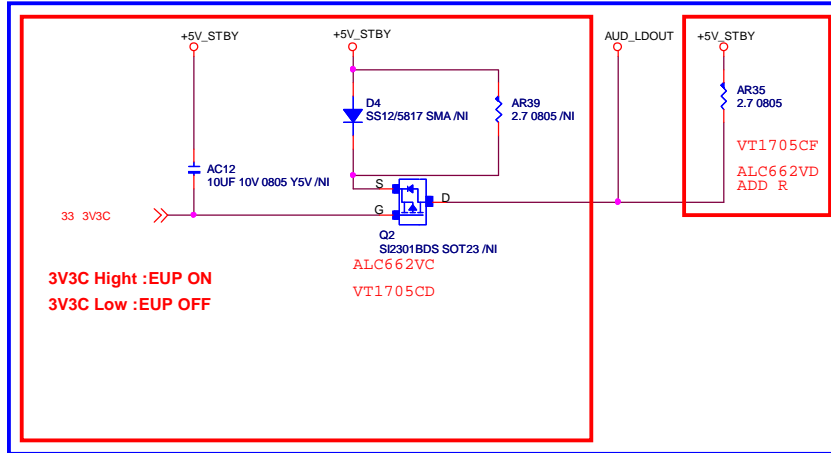 +5V_STBY
+5V_STBY
AUD_LDOUT
+5V_STBY
D4
SS12/5817 SMA /NI
AR39
2.7 0805 /NI
AR35
2.7 0805
VT1705CF
ALC662VD
ADD R
AC12
10UF 10V 0805 Y5V /NI
S
D
G
33 3V3C
Q2
SI2301BDS SOT23 /NI
ALC662VC
VT1705CD
3V3C Hight :EUP ON
3V3C Low :EUP OFF